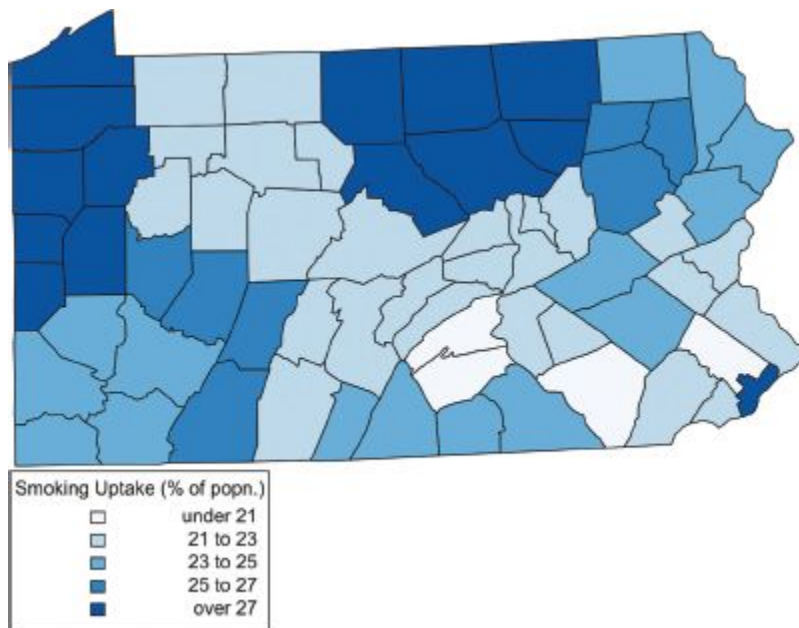 Smoking Uptake (% of popn.)
under 21
21 to 23
23 to 25
25 to 27
over 27